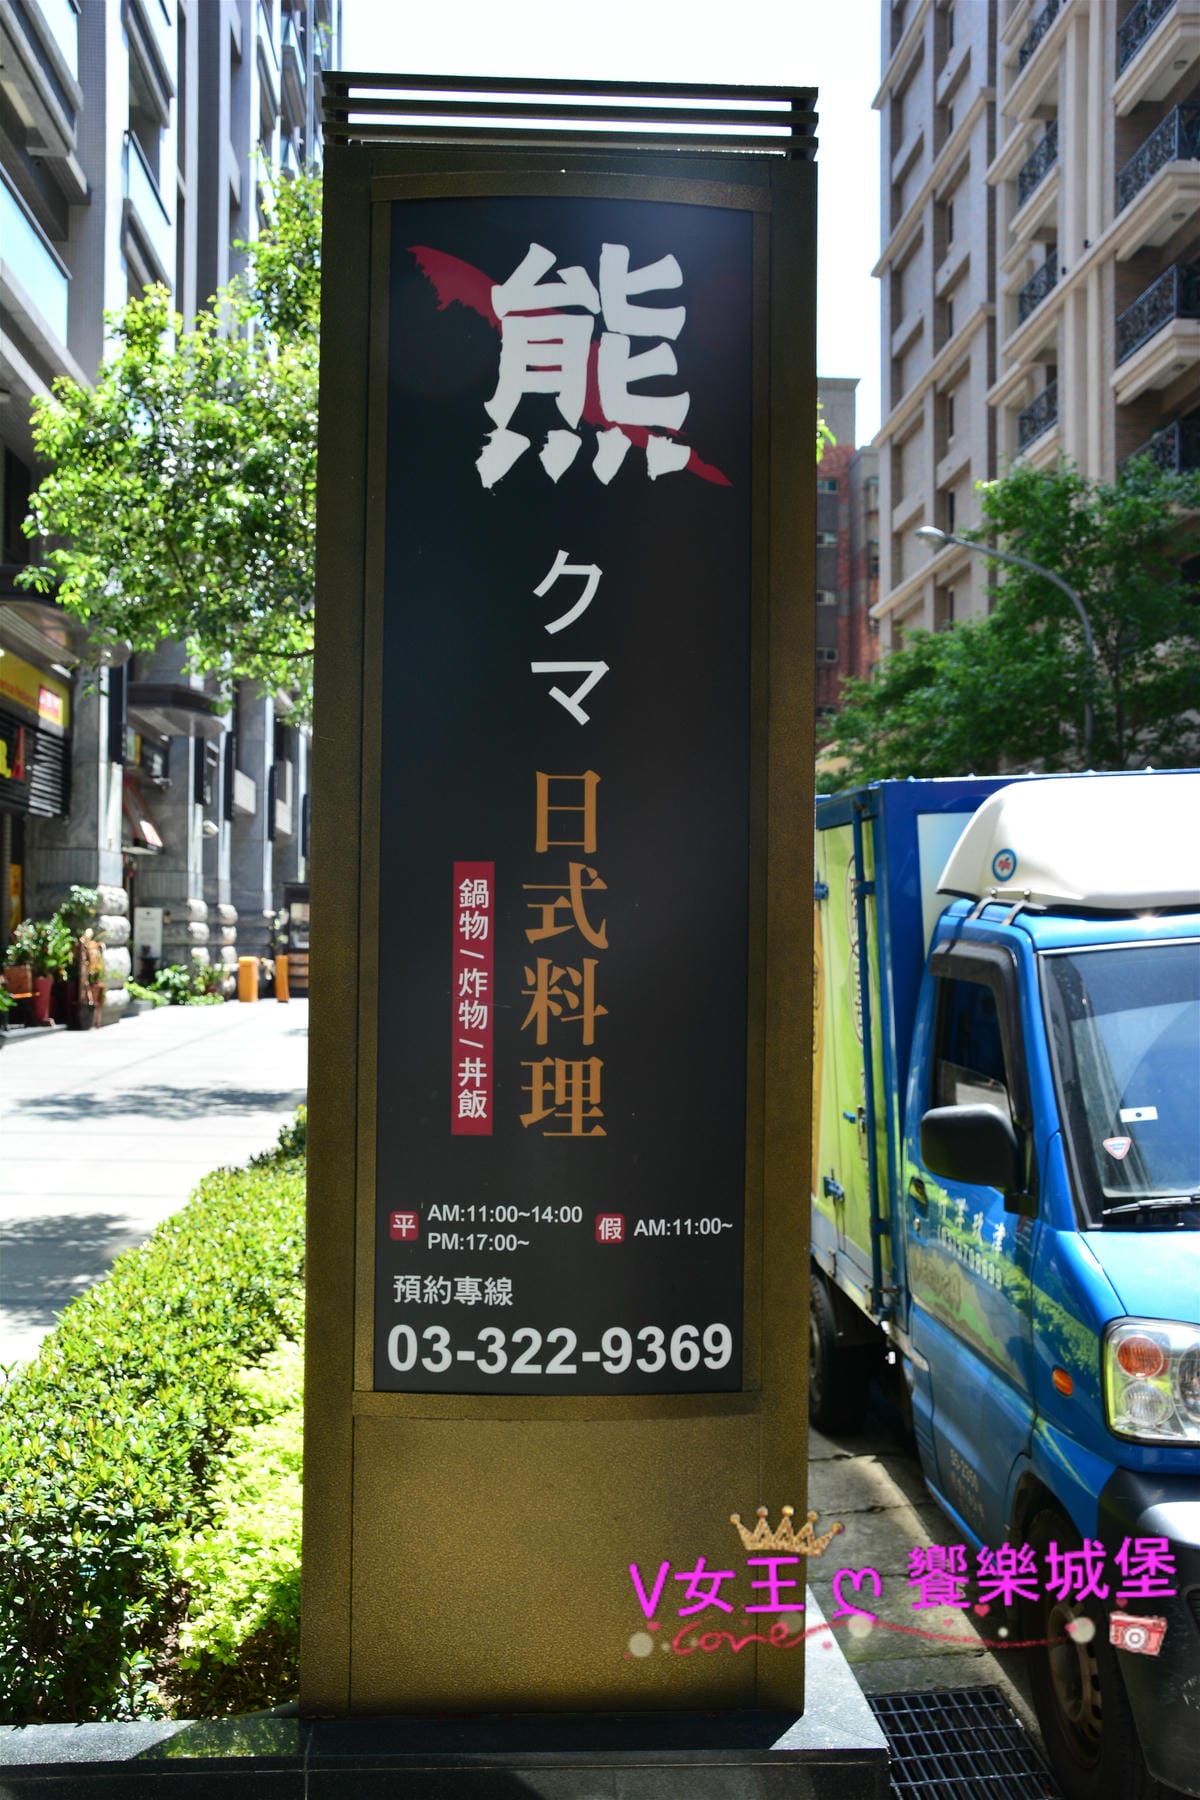 熊
クマ
日式料理
鍋物/炸物/丼飯
平 AM:11:00~14:00
PM:17:00~
假 AM:11:00~
預約專線
03-322-9369
V女王 ღ 饗樂城堡